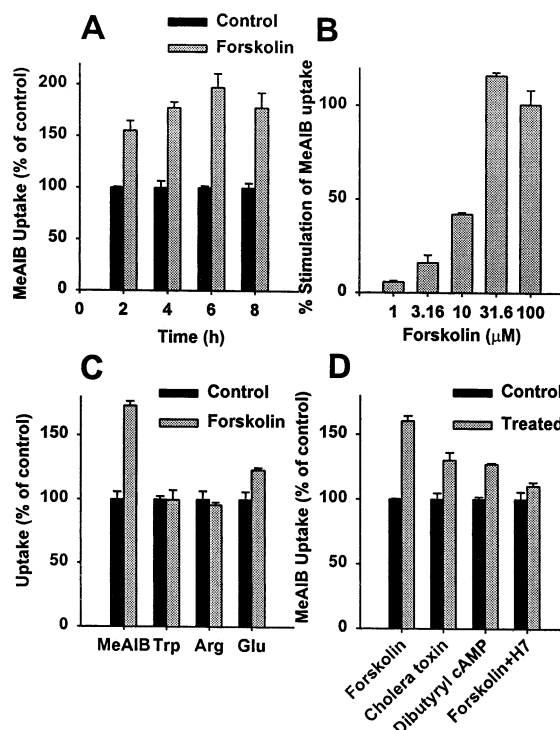 A
Control
Forskolin
MeAIB Uptake (% of control)
200
150
100
50
0
0 2 4 6 8
Time (h)
B
% Stimulation of MeAIB uptake
100
50
0
1 3.16 10 31.6 100
Forskolin (μM)
C
Control
Forskolin
Uptake (% of control)
150
100
50
0
MeAIB Trp Arg Glu
D
Control
Treated
MeAIB Uptake (% of control)
150
100
50
0
Forskolin
Cholera toxin
Dibutyryl cAMP
Forskolin+H7